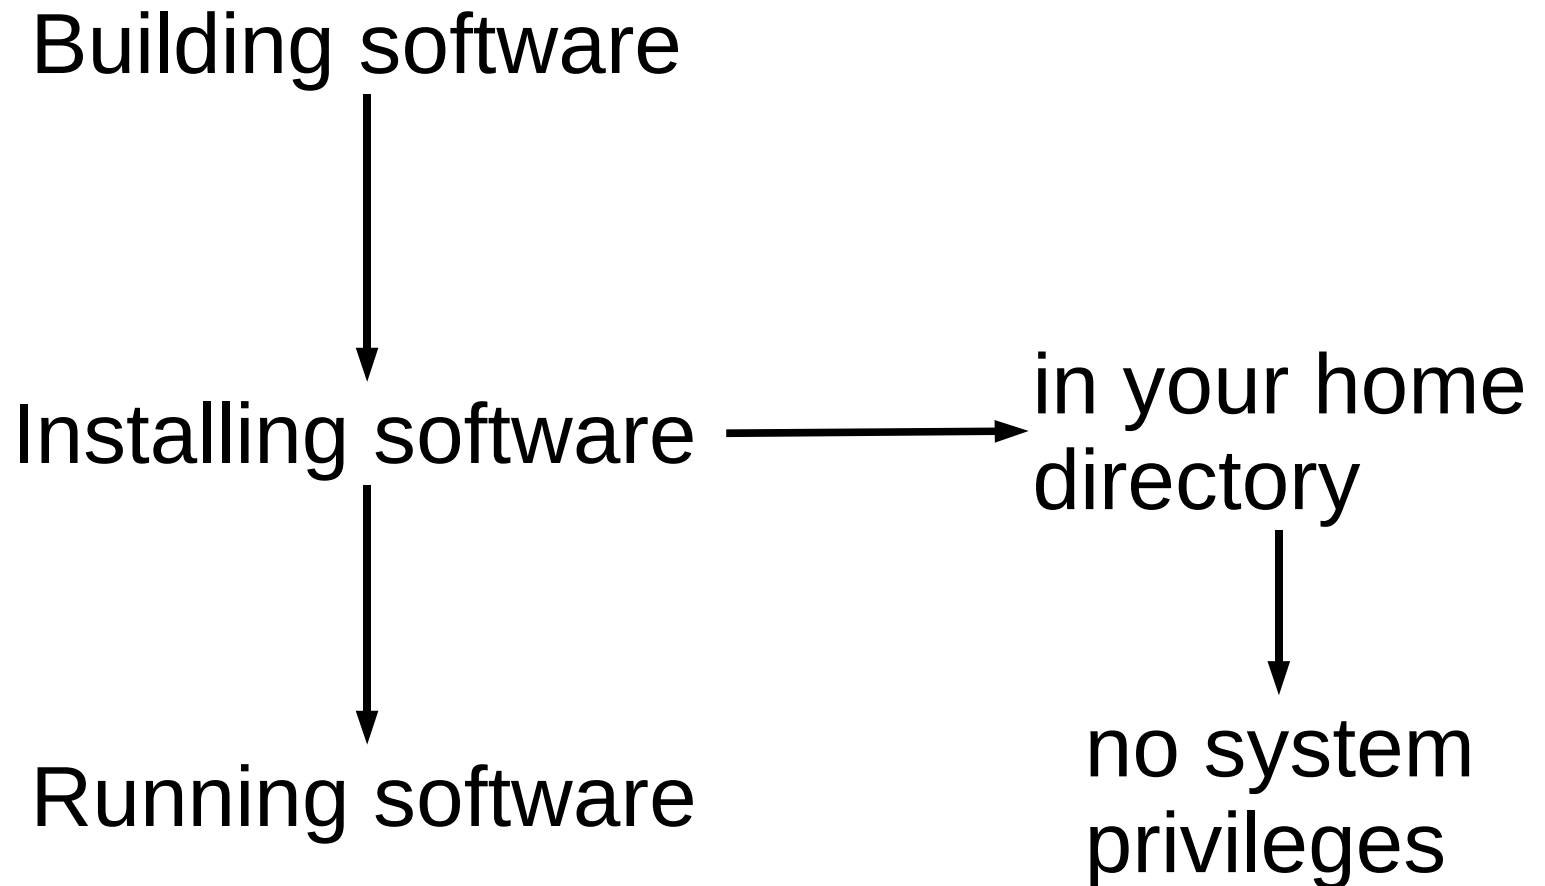 Building software
Installing software
in your home
directory
Running software
no system
privileges